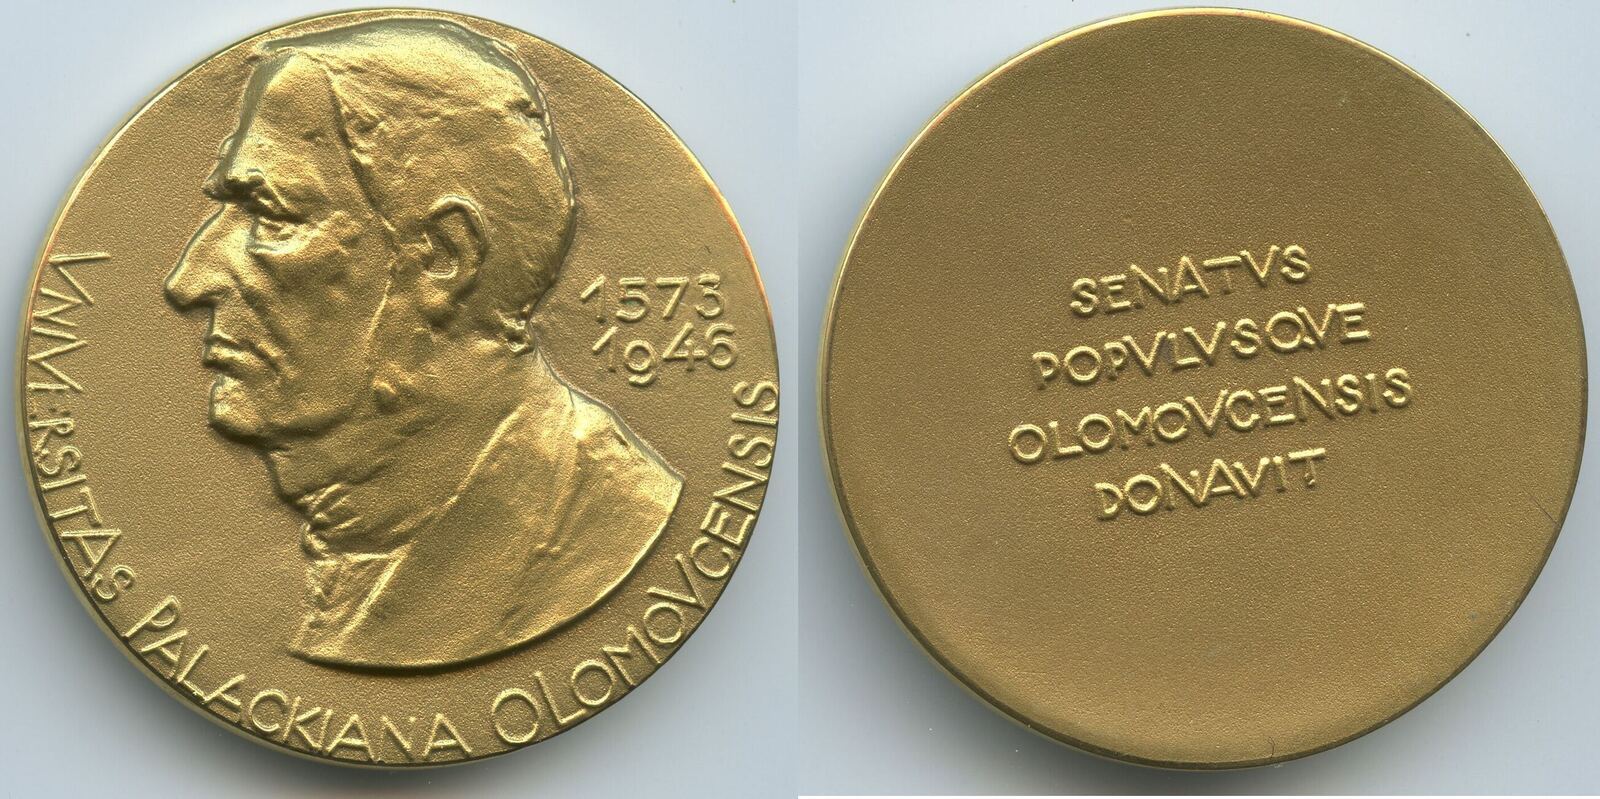 VNIVERSITAS PALACKIANA OLOMOVCENSIS
1573
1946
SENATVS
POPVLVSQVE
OLOMOVCENSIS
DONAVIT